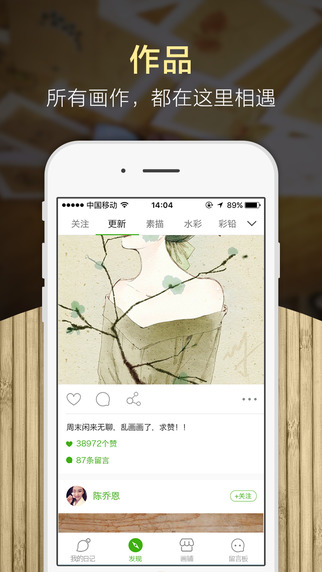 作品
所有画作，都在这里相遇
中国移动 14:04 89%
关注 更新 素描 水彩 彩铅
周末闲来无聊，乱画画了，求赞！！
38972个赞
87条留言
陈乔恩 +关注
我的日记 发现 画铺 留言板